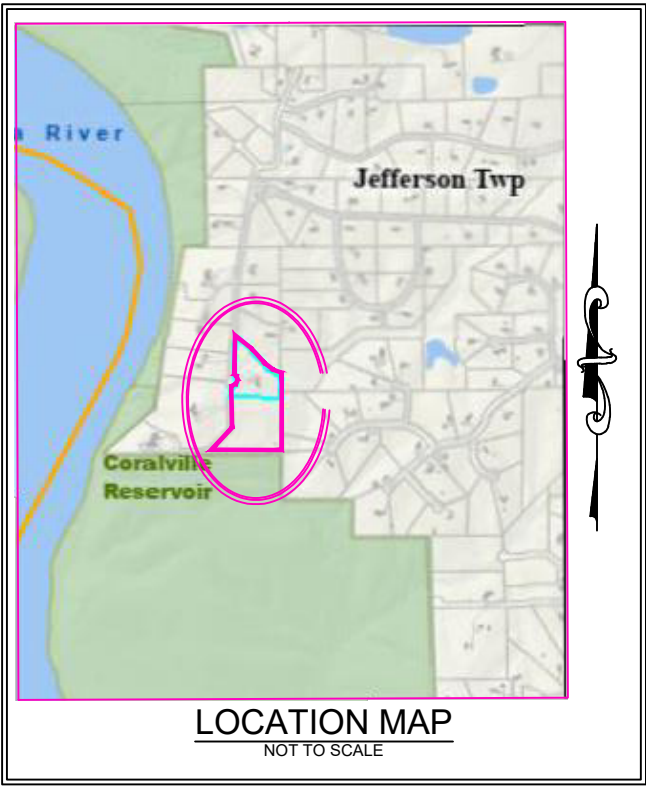 a River
Jefferson Twp
Coralville
Reservoir
LOCATION MAP
NOT TO SCALE